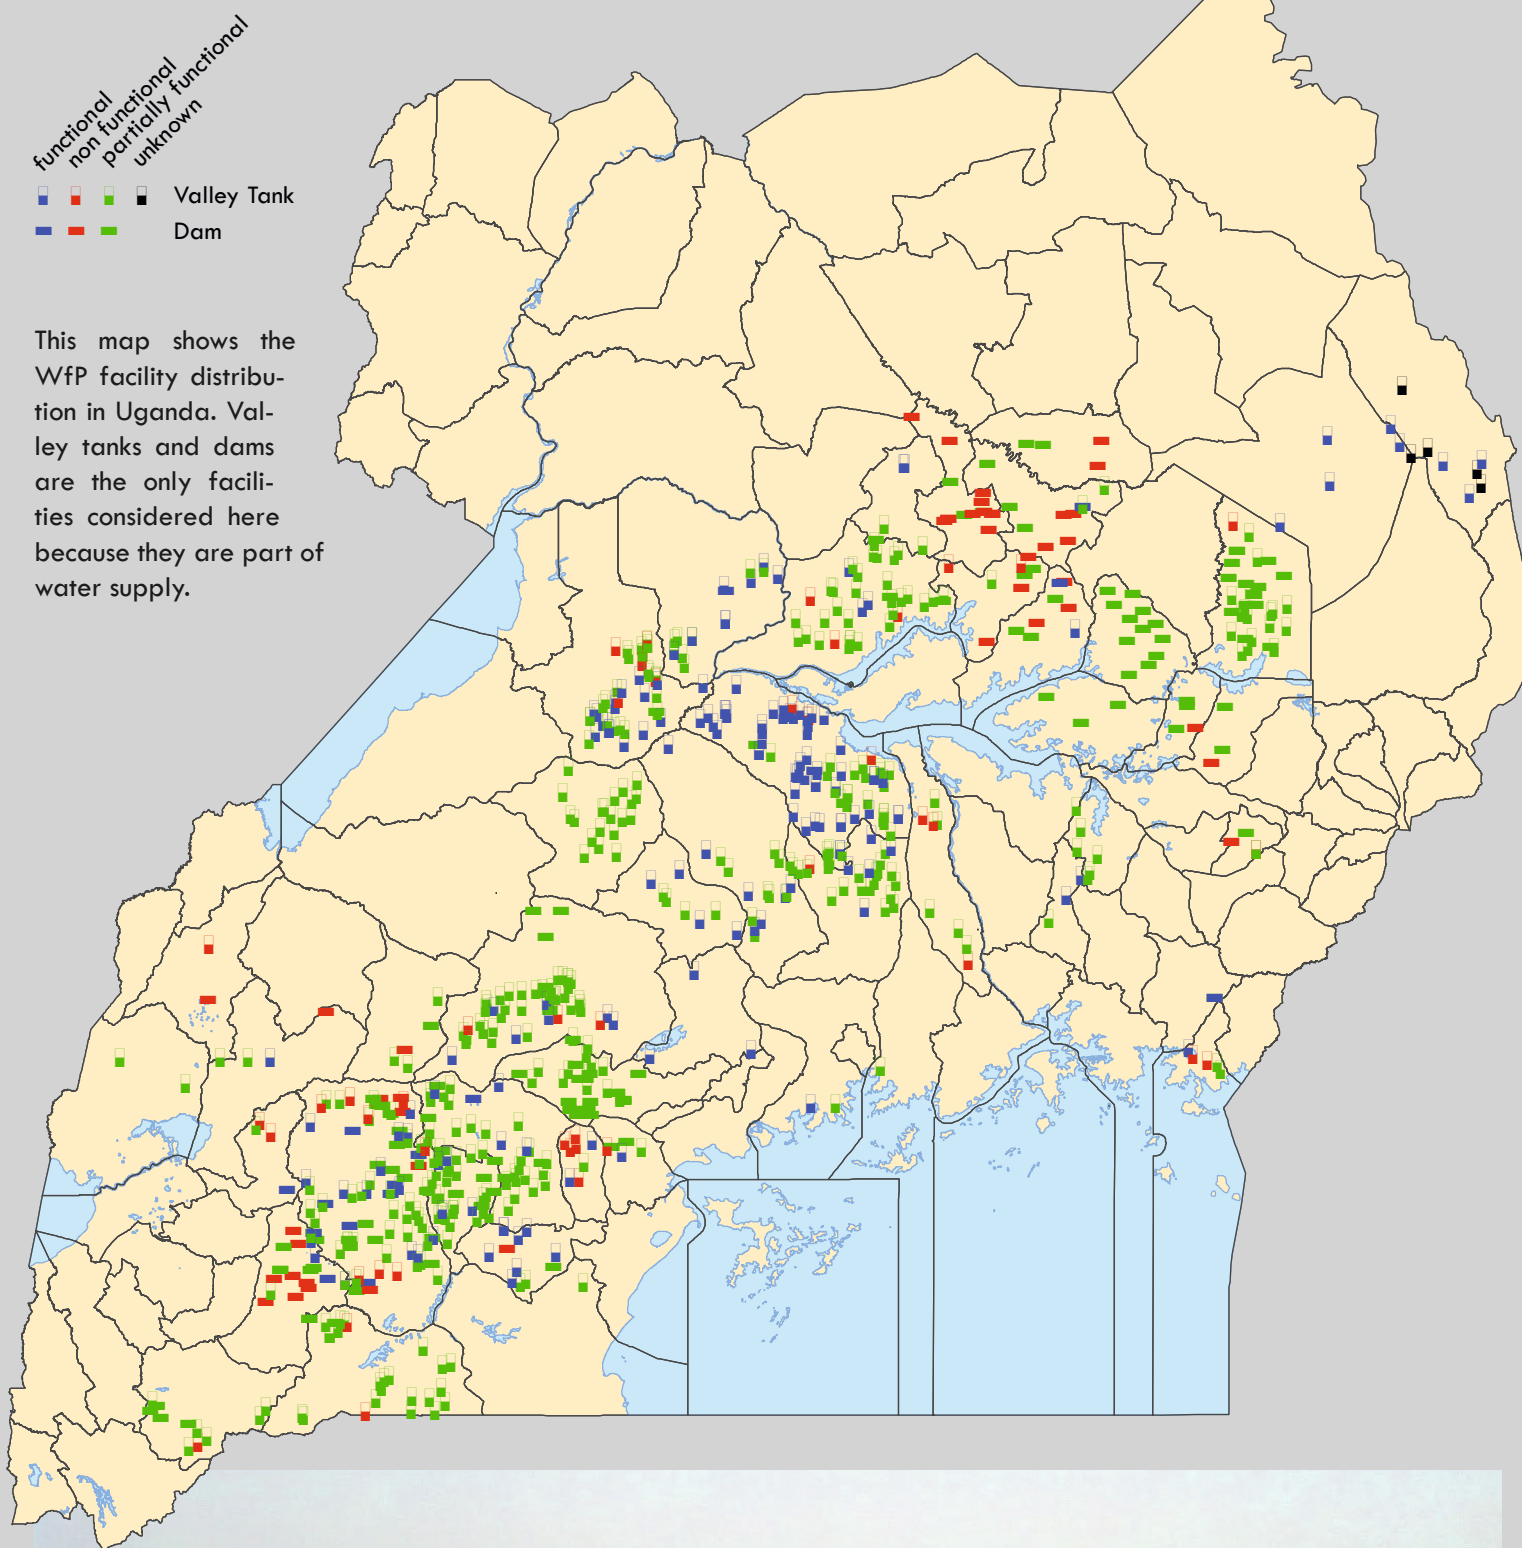 functional
non functional
partially functional
unknown
Valley Tank
Dam
This map shows the
WfP facility distribu-
tion in Uganda. Val-
ley tanks and dams
are the only facili-
ties considered here
because they are part of
water supply.